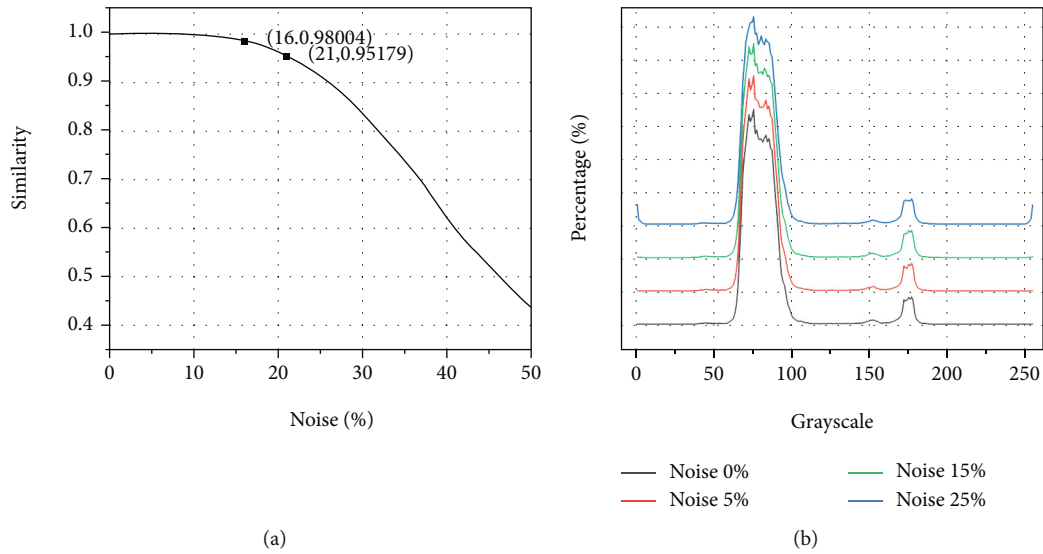 1.0
0.9
0.8
0.7
0.6
0.5
0.4
Similarity
(16.0,98004)
(21,0.95179)
0
10
20
30
40
50
Noise (%)
(a)
Percentage (%)
0
50
100
150
200
250
Grayscale
Noise 0%
Noise 15%
Noise 5%
Noise 25%
(b)